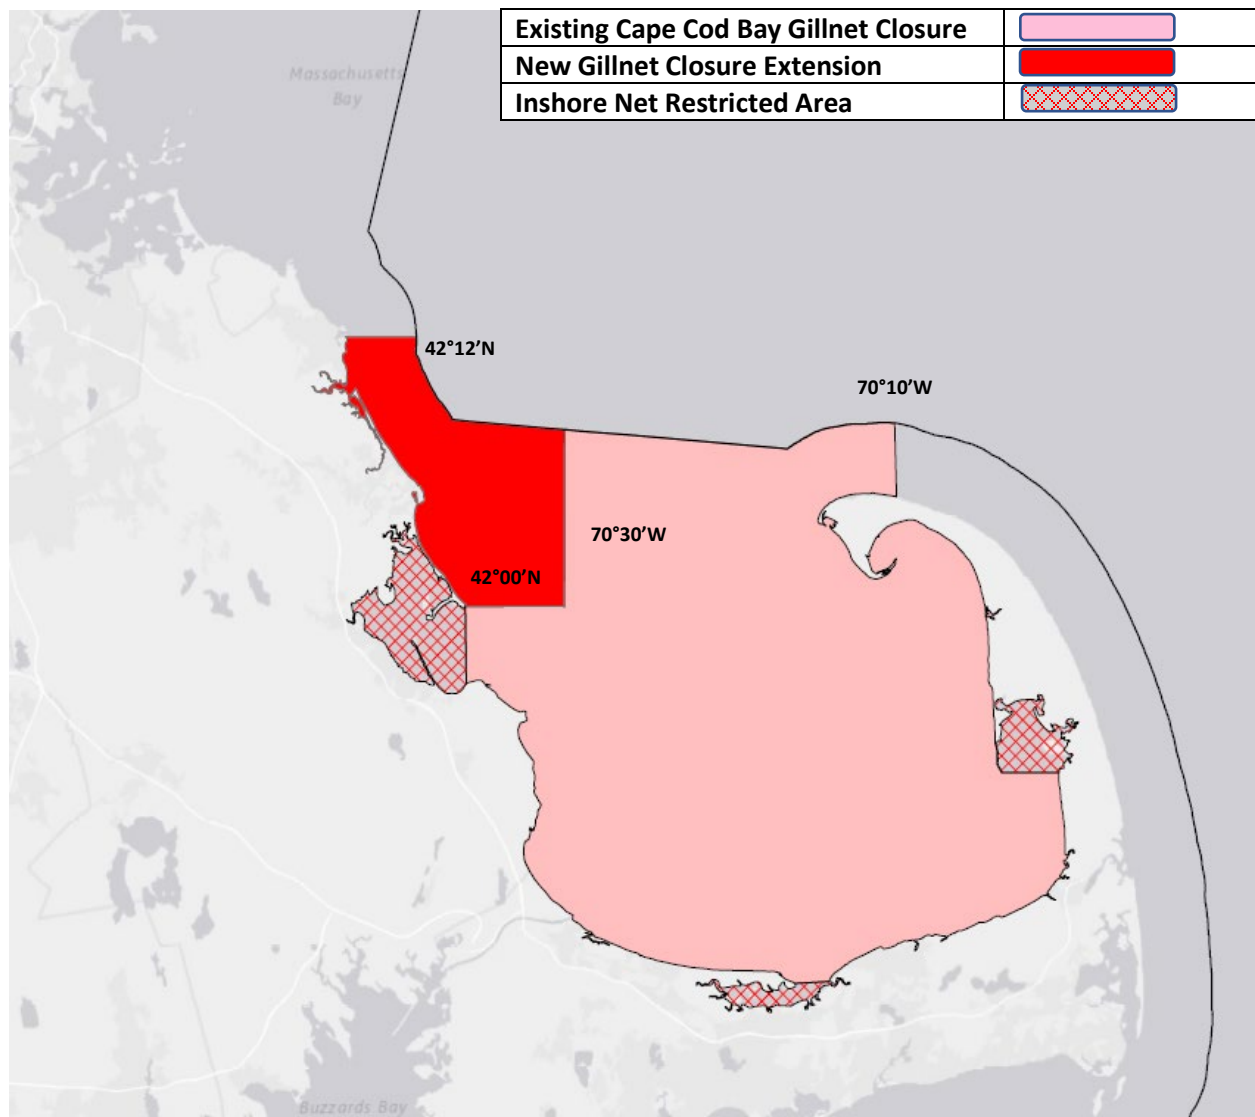 Existing Cape Cod Bay Gillnet Closure
New Gillnet Closure Extension
Inshore Net Restricted Area
Massachusetts
Bay
42°12’N
70°10’W
70°30’W
42°00’N
Buzzards Bay